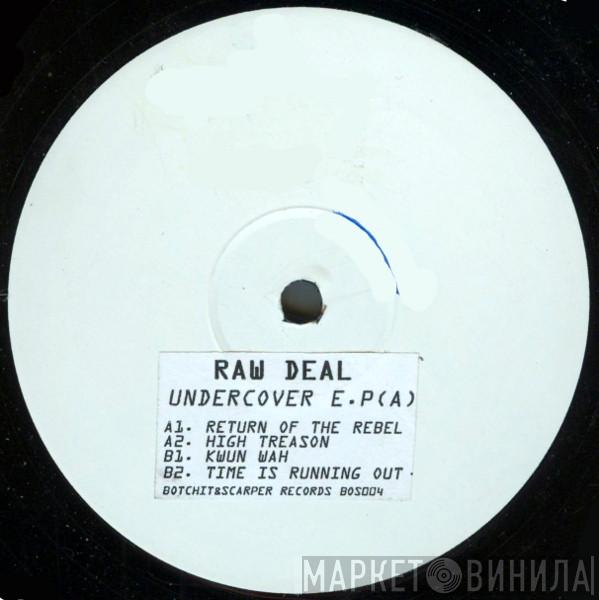 RAW DEAL
UNDERCOVER E.P(A)
A1. RETURN OF THE REBEL
A2. HIGH TREASON
B1. KWUN WAH
B2. TIME IS RUNNING OUT.
BOTCHIT&SCARPER RECORDS BOS004
МАРКЕТ ВИНИЛА